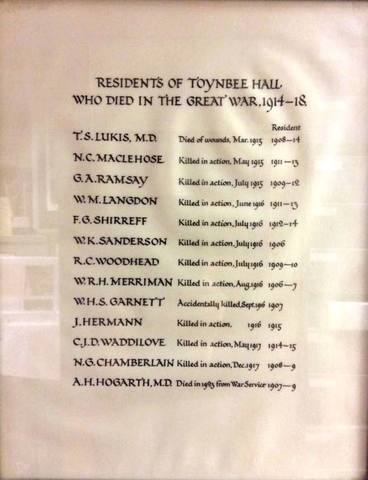 RESIDENTS OF TOYNBEE HALL
WHO DIED IN THE GREAT WAR, 1914–18
Resident
T.S. LUKIS, M.D. Died of wounds, Mar. 1915 1908–14
N.C. MACLEHOSE Killed in action, May 1915 1911–13
G.A. RAMSAY Killed in action, July 1915 1909–12
W.M. LANGDON Killed in action, June 1916 1911–13
F.G. SHIRREFF Killed in action, July 1916 1912–14
W.K. SANDERSON Killed in action, July 1916 1906
R.C. WOODHEAD Killed in action, July 1916 1909–10
W.R.H. MERRIMAN Killed in action, Aug. 1916 1906–7
W.H.S. GARNETT Accidentally killed, Sept. 1916 1907
J. HERMANN Killed in action, 1916 1915
C.J.D. WADDILOVE Killed in action, May 1917 1914–15
N.G. CHAMBERLAIN Killed in action, Dec. 1917 1908–9
A.H. HOGARTH, M.D. Died in from War Service 1907–9